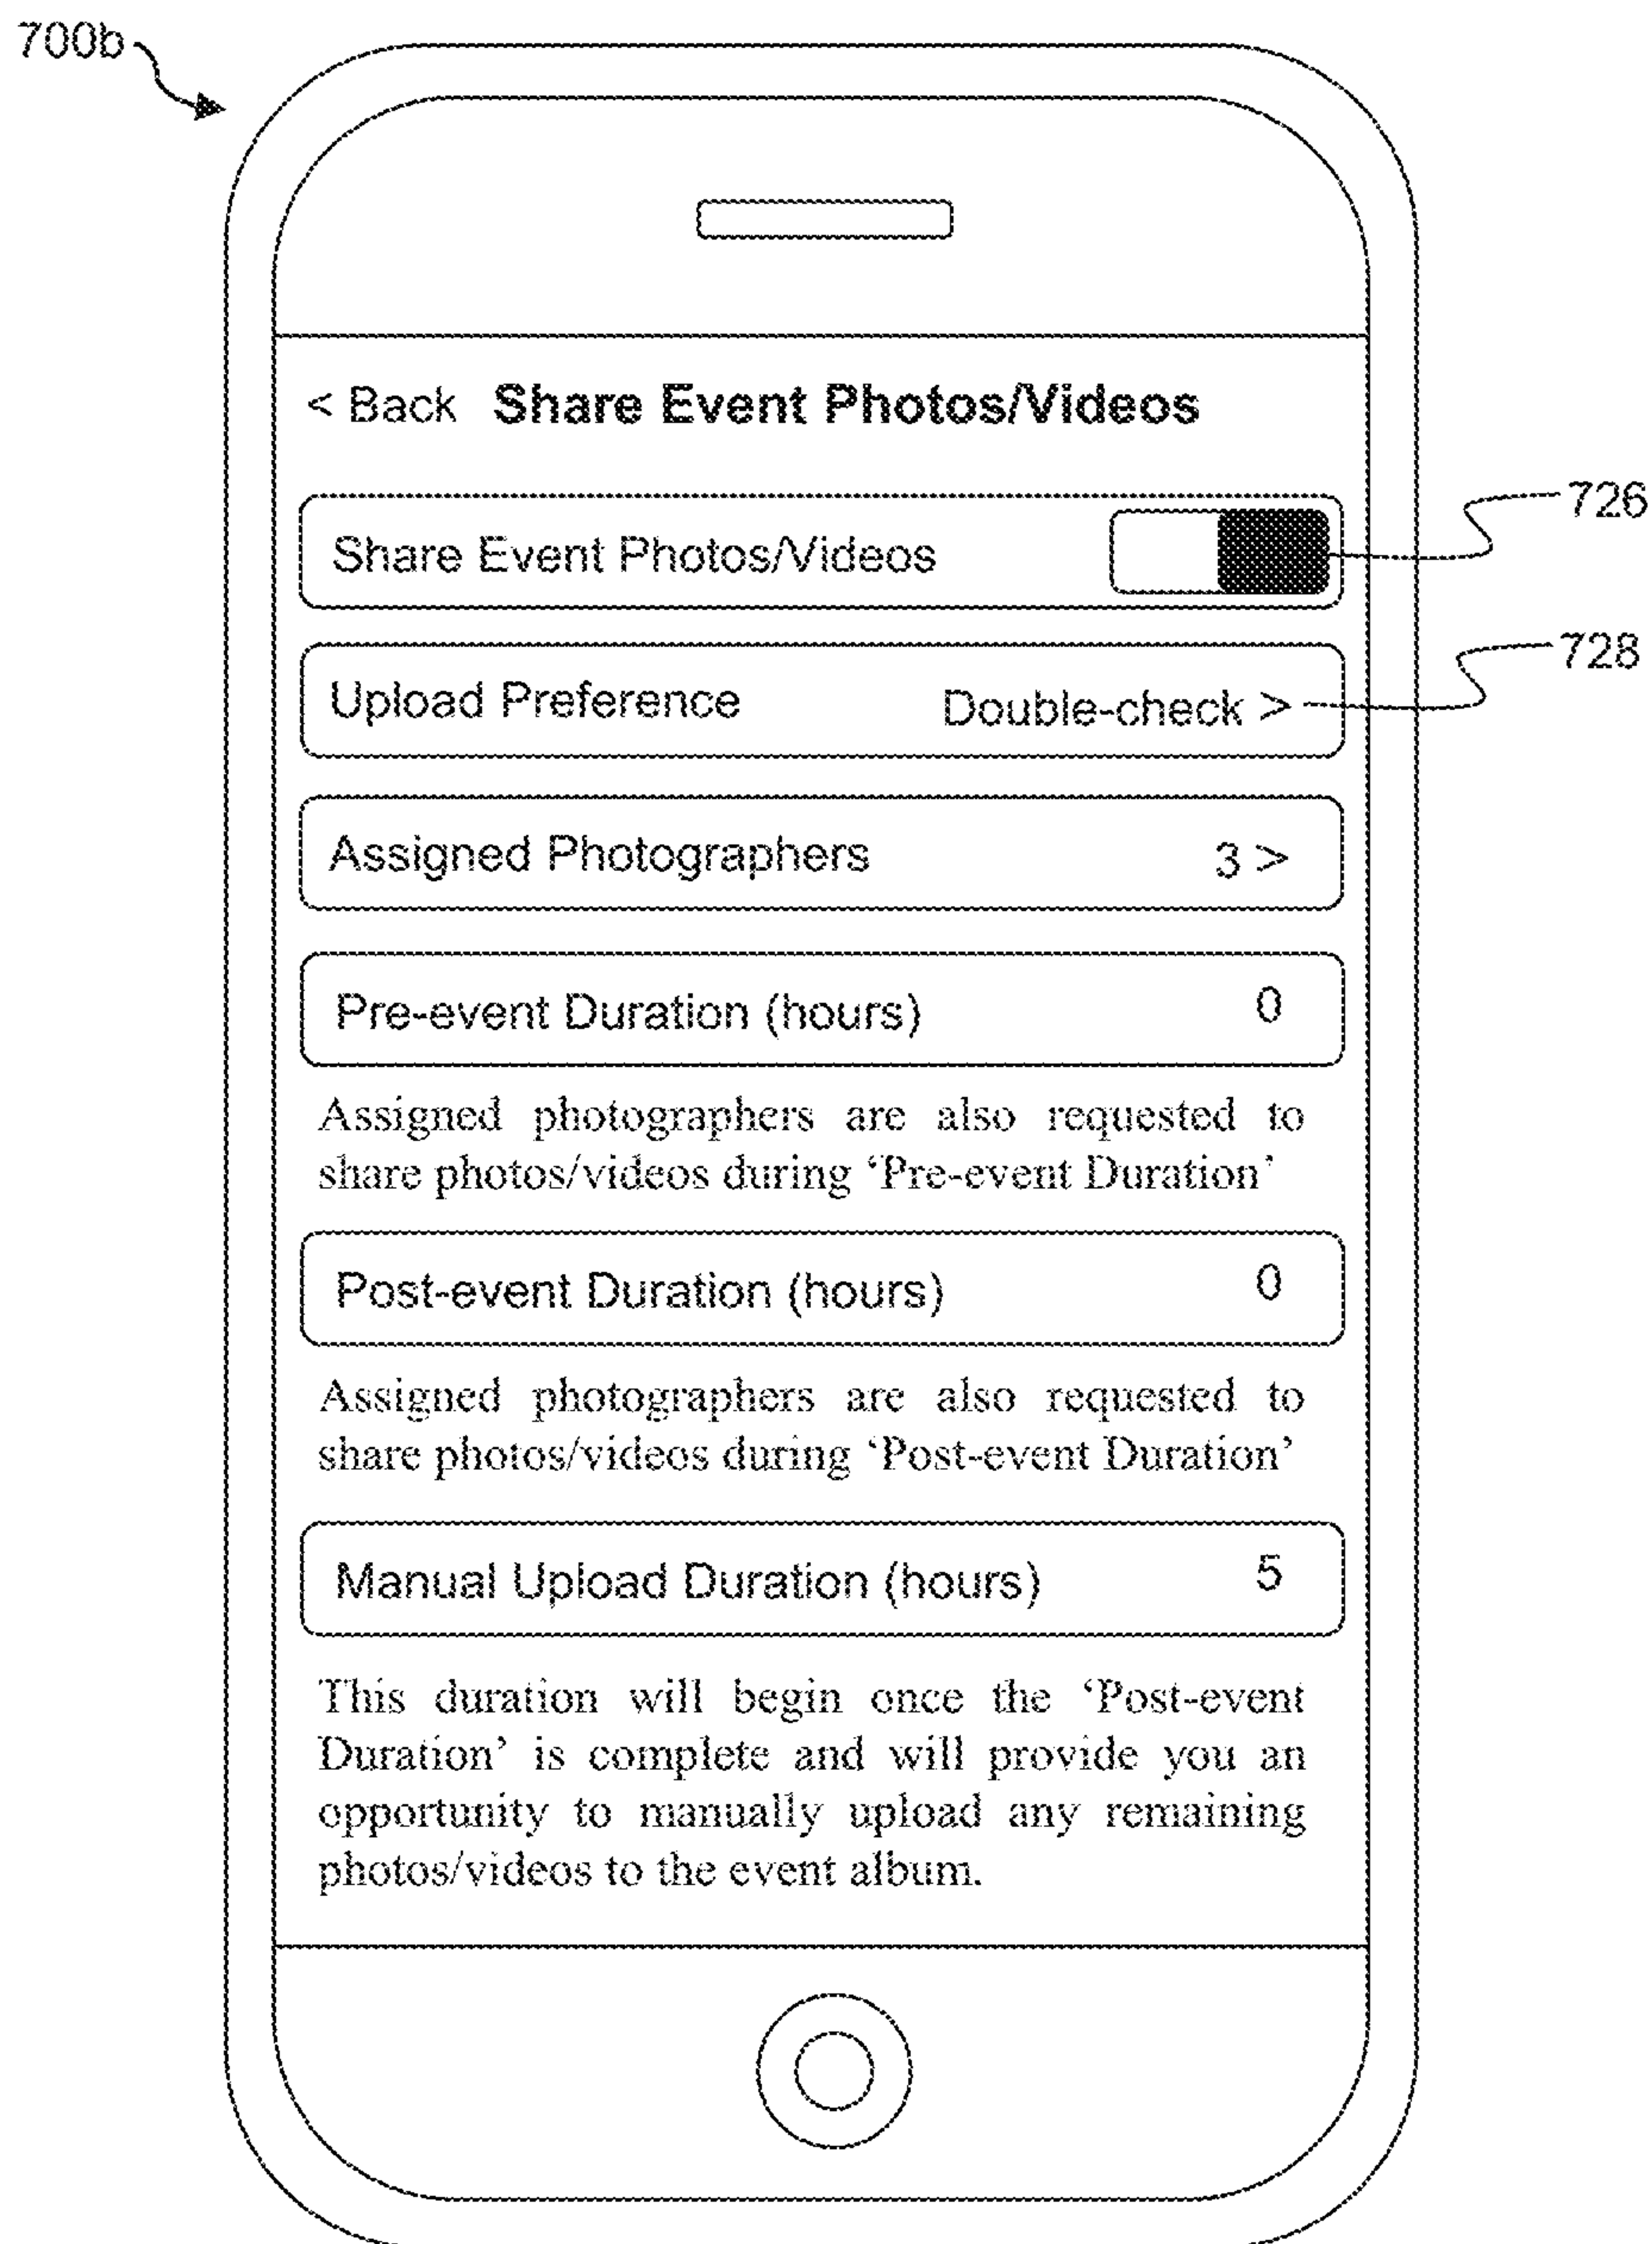 700b
< Back Share Event Photos/Videos
Share Event Photos/Videos
726
Upload Preference Double-check >
728
Assigned Photographers 3 >
Pre-event Duration (hours) 0
Assigned photographers are also requested to
share photos/videos during ‘Pre-event Duration’
Post-event Duration (hours) 0
Assigned photographers are also requested to
share photos/videos during ‘Post-event Duration’
Manual Upload Duration (hours) 5
This duration will begin once the ‘Post-event
Duration’ is complete and will provide you an
opportunity to manually upload any remaining
photos/videos to the event album.